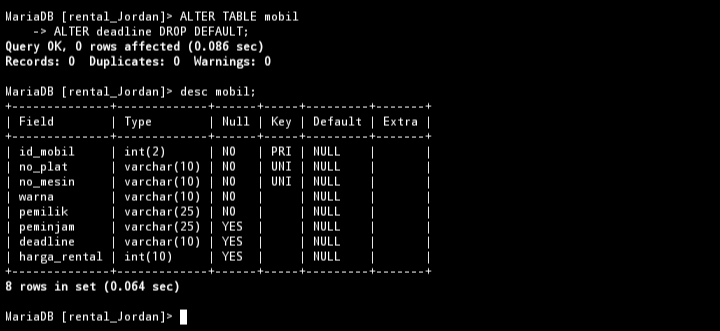 MariaDB [rental_Jordan]> ALTER TABLE mobil
    -> ALTER deadline DROP DEFAULT;
Query OK, 0 rows affected (0.086 sec)
Records: 0  Duplicates: 0  Warnings: 0

MariaDB [rental_Jordan]> desc mobil;
+--------------+-------------+------+-----+---------+-------+
| Field        | Type        | Null | Key | Default | Extra |
+--------------+-------------+------+-----+---------+-------+
| id_mobil     | int(2)      | NO   | PRI | NULL    |       |
| no_plat      | varchar(10) | NO   | UNI | NULL    |       |
| no_mesin     | varchar(10) | NO   | UNI | NULL    |       |
| warna        | varchar(10) | NO   |     | NULL    |       |
| pemilik      | varchar(25) | NO   |     | NULL    |       |
| peminjam     | varchar(25) | YES  |     | NULL    |       |
| deadline     | varchar(10) | YES  |     | NULL    |       |
| harga_rental | int(10)     | YES  |     | NULL    |       |
+--------------+-------------+------+-----+---------+-------+
8 rows in set (0.064 sec)

MariaDB [rental_Jordan]>